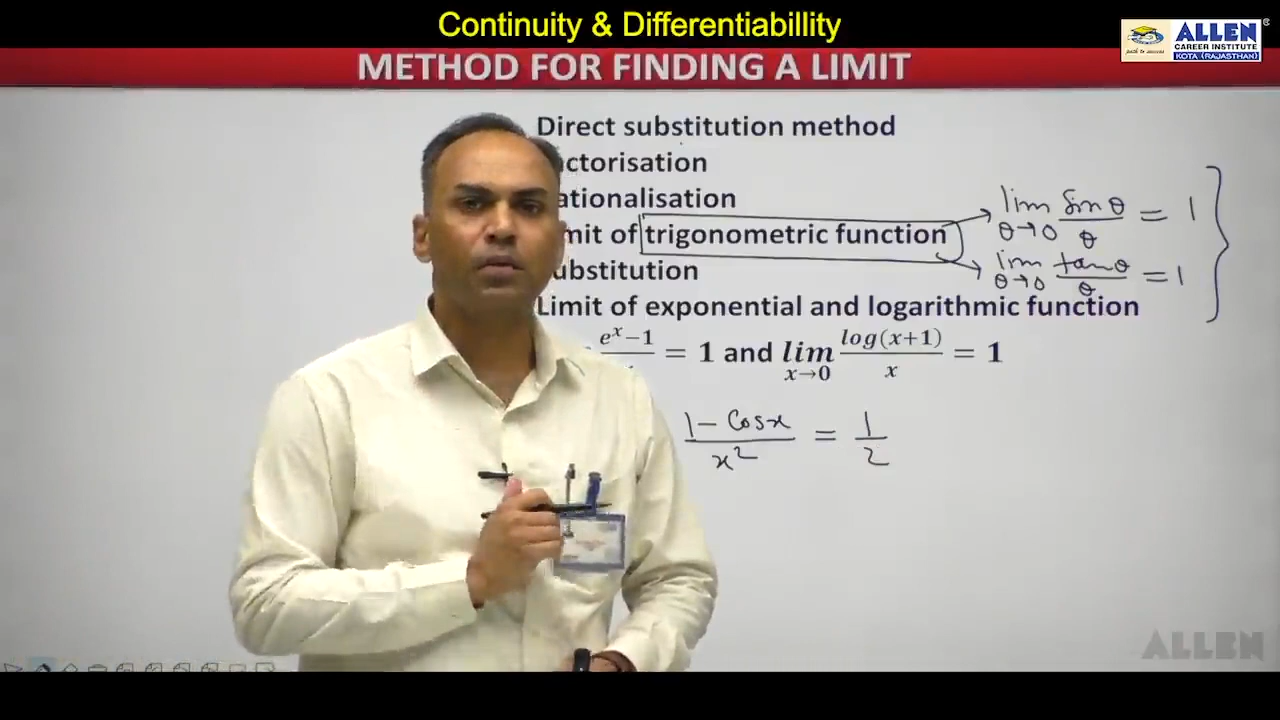 Continuity & Differentiabillity
ALLEN
CAREER INSTITUTE
KOTA (RAJASTHAN)
METHOD FOR FINDING A LIMIT
Direct substitution method
actorisation
ationalisation
mit of trigonometric function
ubstitution
Limit of exponential and logarithmic function
lim θ→0 Sinθ/θ = 1
lim θ→0 tanθ/θ = 1
e^x−1 = 1 and lim x→0 log(x+1)/x = 1
1 − Cosx / x² = 1/2
ALLEN